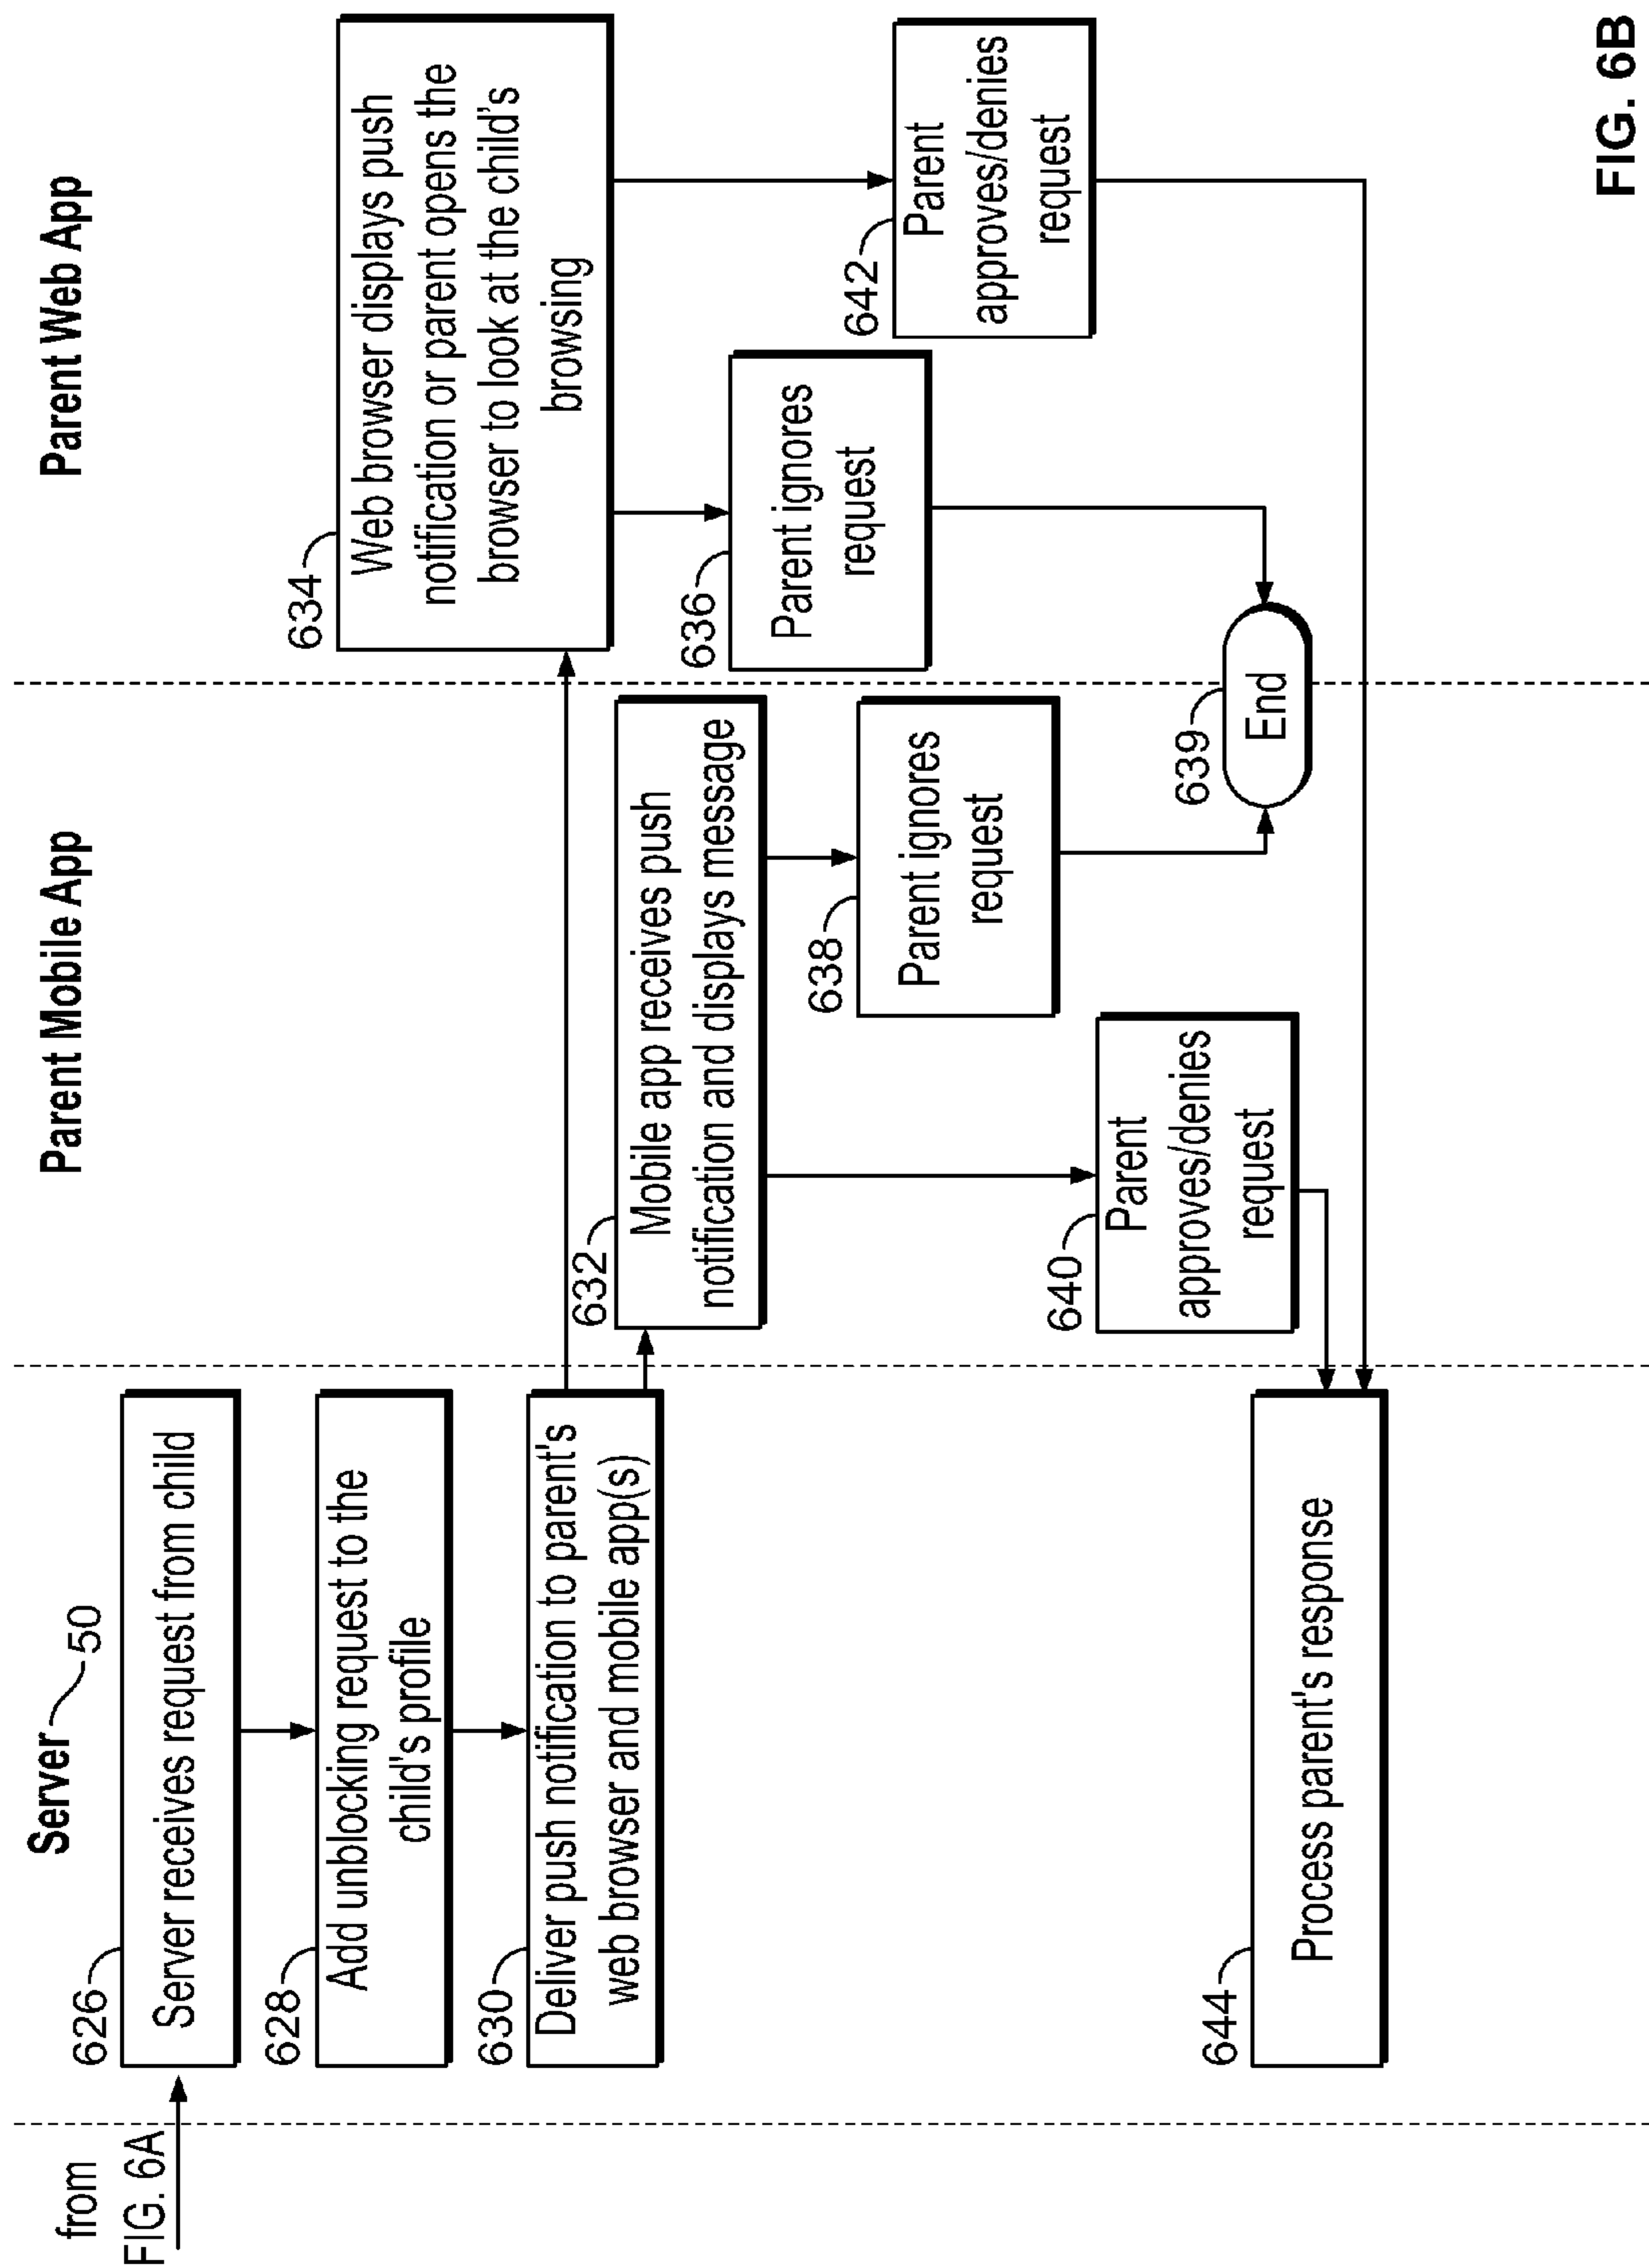 from
FIG. 6A
Server
50
626
Server receives request from child
628
Add unblocking request to the
child's profile
630
Deliver push notification to parent's
web browser and mobile app(s)
644
Process parent's response
Parent Mobile App
632
Mobile app receives push
notification and displays message
638
Parent ignores
request
640
Parent
approves/denies
request
639
End
Parent Web App
634
Web browser displays push
notification or parent opens the
browser to look at the child's
browsing
636
Parent ignores
request
642
Parent
approves/denies
request
FIG. 6B